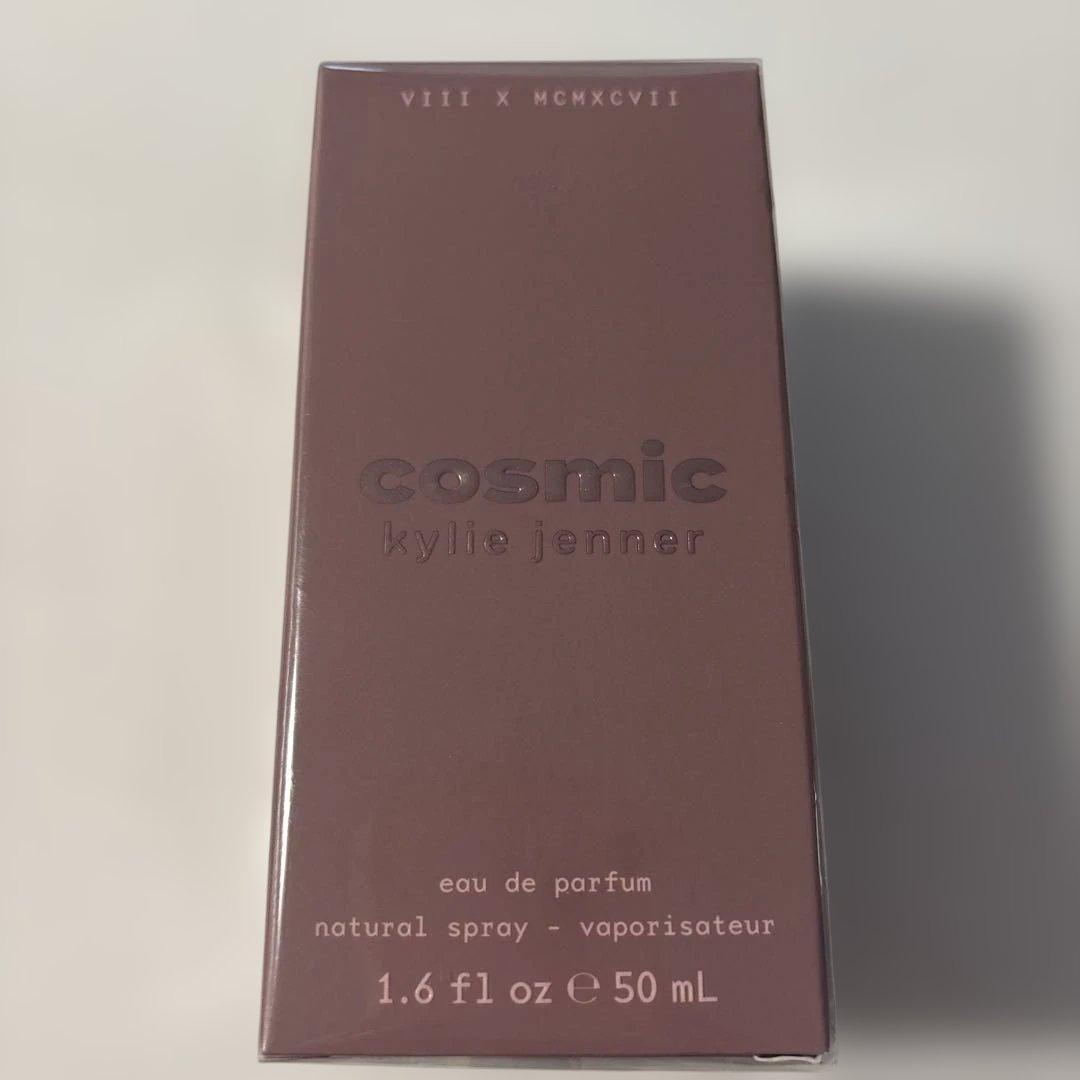 VIII X MCMXCVII
cosmic
kylie jenner
eau de parfum
natural spray - vaporisateur
1.6 fl oz ℮ 50 mL